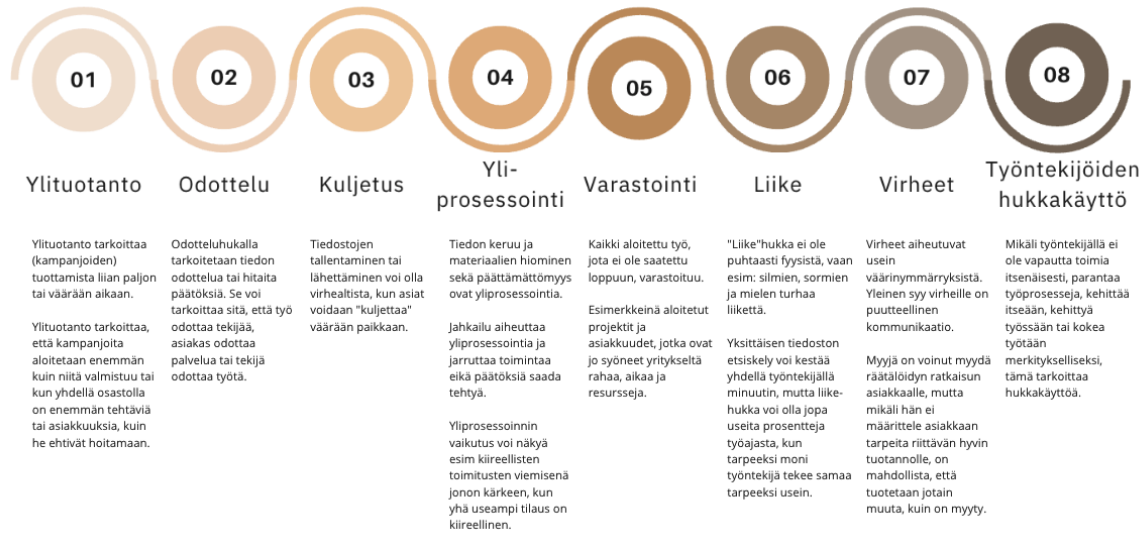 01
02
03
04
05
06
07
08
Ylituotanto
Odottelu
Kuljetus
Yli-
prosessointi
Varastointi
Liike
Virheet
Työntekijöiden
hukkakäyttö
Ylituotanto tarkoittaa
(kampanjoiden)
tuottamista liian paljon
tai väärään aikaan.
Ylituotanto tarkoittaa,
että kampanjoita
aloitetaan enemmän
kuin niitä valmistuu tai
kun yhdellä osastolla
on enemmän tehtäviä
tai asiakkuuksia, kuin
he ehtivät hoitamaan.
Odotteluhukalla
tarkoitetaan tiedon
odottelua tai hitaita
päätöksiä. Se voi
tarkoittaa sitä, että työ
odottaa tekijää,
asiakas odottaa
palvelua tai tekijä
odottaa työtä.
Tiedostojen
tallentaminen tai
lähettäminen voi olla
virhealtista, kun asiat
voidaan "kuljettaa"
väärään paikkaan.
Tiedon keruu ja
materiaalien hiominen
sekä päättämättömyys
ovat yliprosessointia.
Jahkailu aiheuttaa
yliprosessointia ja
jarruttaa toimintaa
eikä päätöksiä saada
tehtyä.
Yliprosessoinnin
vaikutus voi näkyä
esim kiireellisten
toimitusten viemisenä
jonon kärkeen, kun
yhä useampi tilaus on
kiireellinen.
Kaikki aloitettu työ,
jota ei ole saatettu
loppuun, varastoituu.
Esimerkkeinä aloitetut
projektit ja
asiakkuudet, jotka ovat
jo syöneet yritykseltä
rahaa, aikaa ja
resursseja.
"Liike"hukka ei ole
puhtaasti fyysistä, vaan
esim: silmien, sormien
ja mielen turhaa
liikettä.
Yksittäisen tiedoston
etsiskely voi kestää
yhdellä työntekijällä
minuutin, mutta liike-
hukka voi olla jopa
useita prosentteja
työajasta, kun
tarpeeksi moni
työntekijä tekee samaa
tarpeeksi usein.
Virheet aiheutuvat
usein
väärinymmärryksistä.
Yleinen syy virheille on
puutteellinen
kommunikaatio.
Myyjä on voinut myydä
räätälöidyn ratkaisun
asiakkaalle, mutta
mikäli hän ei
määrittele asiakkaan
tarpeita riittävän hyvin
tuotannolle, on
mahdollista, että
tuotetaan jotain
muuta, kuin on myyty.
Mikäli työntekijällä ei
ole vapautta toimia
itsenäisesti, parantaa
työprosesseja, kehittää
itseään, kehittyä
työssään tai kokea
työtään
merkitykselliseksi,
tämä tarkoittaa
hukkakäyttöä.